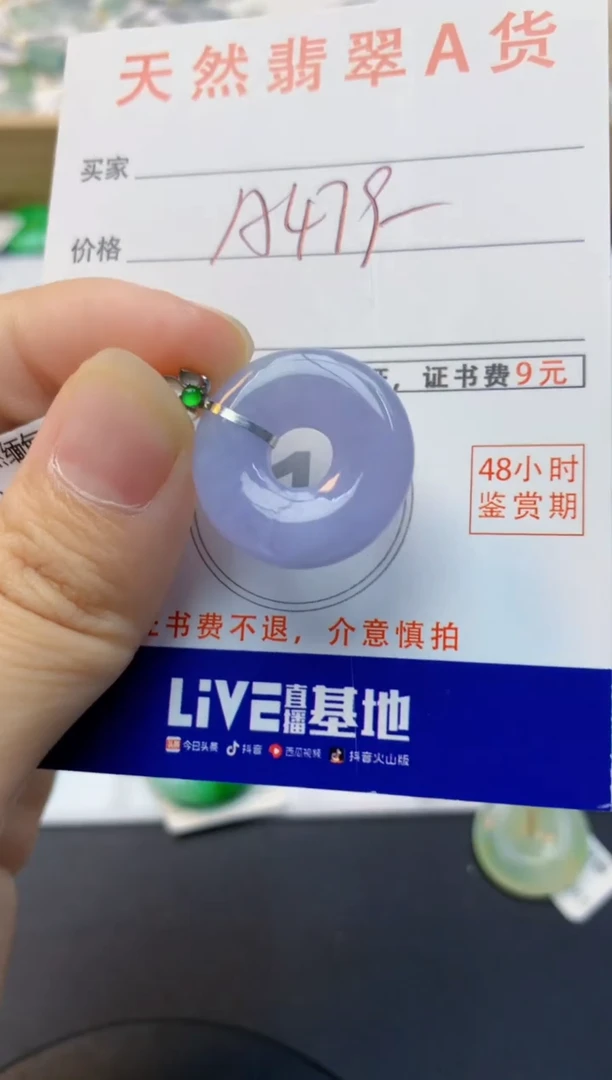 天然翡翠A货
买家
价格 A479-
证，证书费9元
48小时
鉴赏期
证书费不退，介意慎拍
LiVE直播基地
今日头条 抖音 西瓜视频 抖音火山版